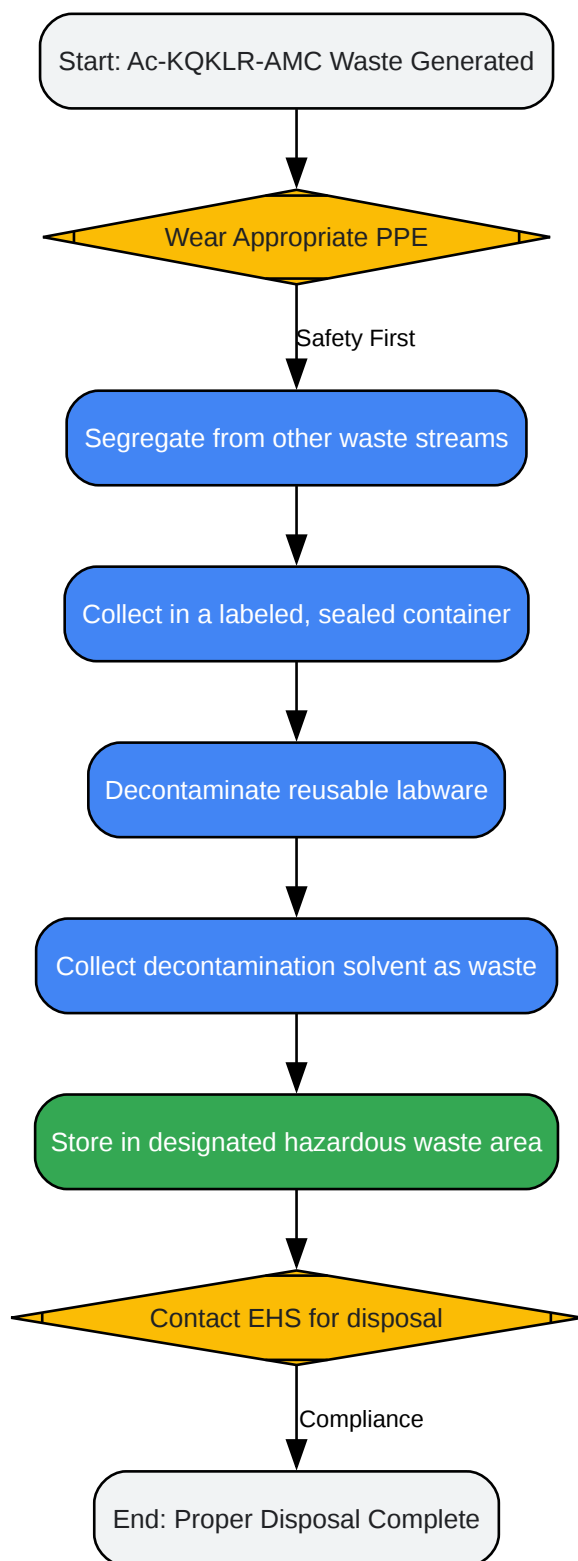 Start: Ac-KQKLR-AMC Waste Generated
Wear Appropriate PPE
Safety First
Segregate from other waste streams
Collect in a labeled, sealed container
Decontaminate reusable labware
Collect decontamination solvent as waste
Store in designated hazardous waste area
Contact EHS for disposal
Compliance
End: Proper Disposal Complete